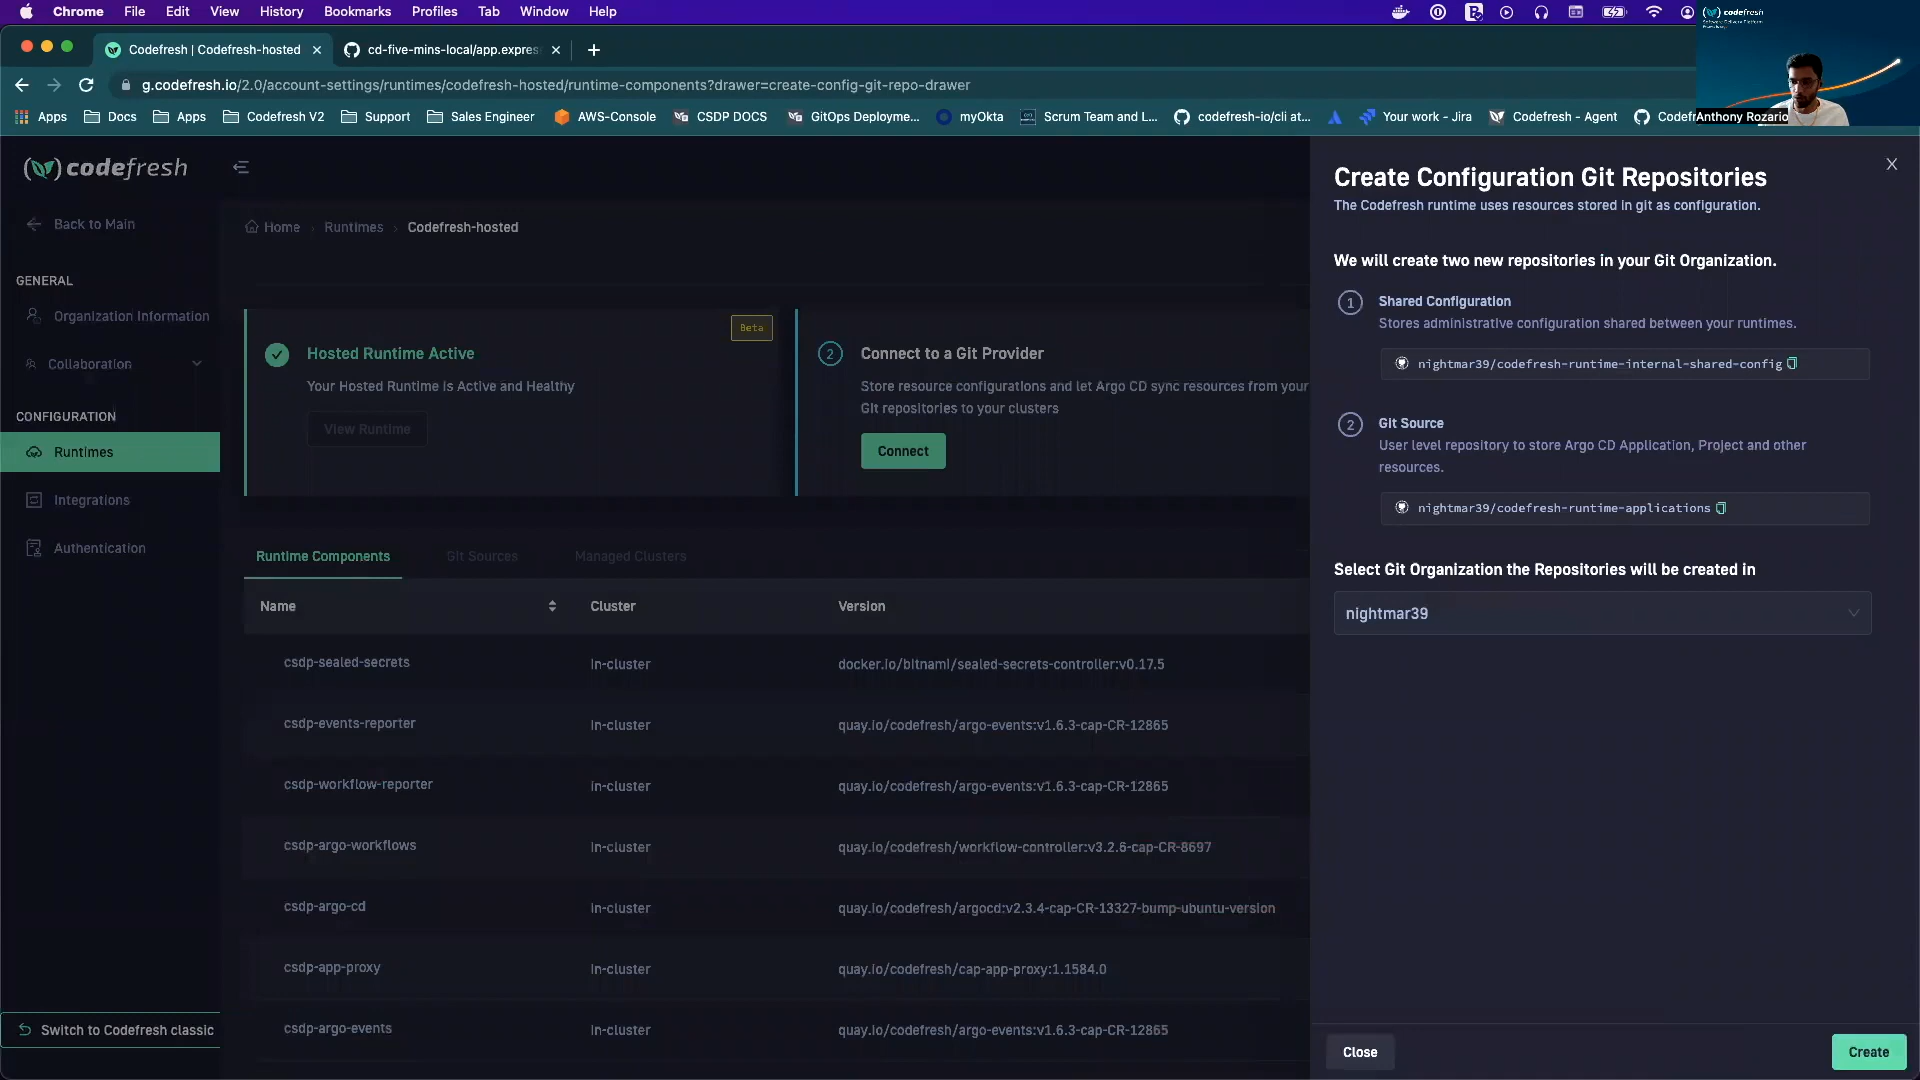 Chrome File Edit View History Bookmarks Profiles Tab Window Help
(codefresh
Codefresh | Codefresh-hosted
cd-five-mins-local/app.expres
g.codefresh.io/2.0/account-settings/runtimes/codefresh-hosted/runtime-components?drawer=create-config-git-repo-drawer
Apps Docs Apps Codefresh V2 Support Sales Engineer AWS-Console CSDP DOCS GitOps Deployme... myOkta Scrum Team and L... codefresh-io/cli at... Your work - Jira Codefresh - Agent Codefr
Anthony Rozario
codefresh
Back to Main
GENERAL
Organization Information
Collaboration
CONFIGURATION
Runtimes
Integrations
Authentication
Switch to Codefresh classic
Home Runtimes Codefresh-hosted
Beta
Hosted Runtime Active
Your Hosted Runtime is Active and Healthy
View Runtime
2 Connect to a Git Provider
Store resource configurations and let Argo CD sync resources from your
Git repositories to your clusters
Connect
Runtime Components Git Sources Managed Clusters
Name Cluster Version
csdp-sealed-secrets in-cluster docker.io/bitnami/sealed-secrets-controller:v0.17.5
csdp-events-reporter in-cluster quay.io/codefresh/argo-events:v1.6.3-cap-CR-12865
csdp-workflow-reporter in-cluster quay.io/codefresh/argo-events:v1.6.3-cap-CR-12865
csdp-argo-workflows in-cluster quay.io/codefresh/workflow-controller:v3.2.6-cap-CR-8697
csdp-argo-cd in-cluster quay.io/codefresh/argocd:v2.3.4-cap-CR-13327-bump-ubuntu-version
csdp-app-proxy in-cluster quay.io/codefresh/cap-app-proxy:1.1584.0
csdp-argo-events in-cluster quay.io/codefresh/argo-events:v1.6.3-cap-CR-12865
Create Configuration Git Repositories
The Codefresh runtime uses resources stored in git as configuration.
We will create two new repositories in your Git Organization.
1 Shared Configuration
Stores administrative configuration shared between your runtimes.
nightmar39/codefresh-runtime-internal-shared-config
2 Git Source
User level repository to store Argo CD Application, Project and other
resources.
nightmar39/codefresh-runtime-applications
Select Git Organization the Repositories will be created in
nightmar39
Close
Create